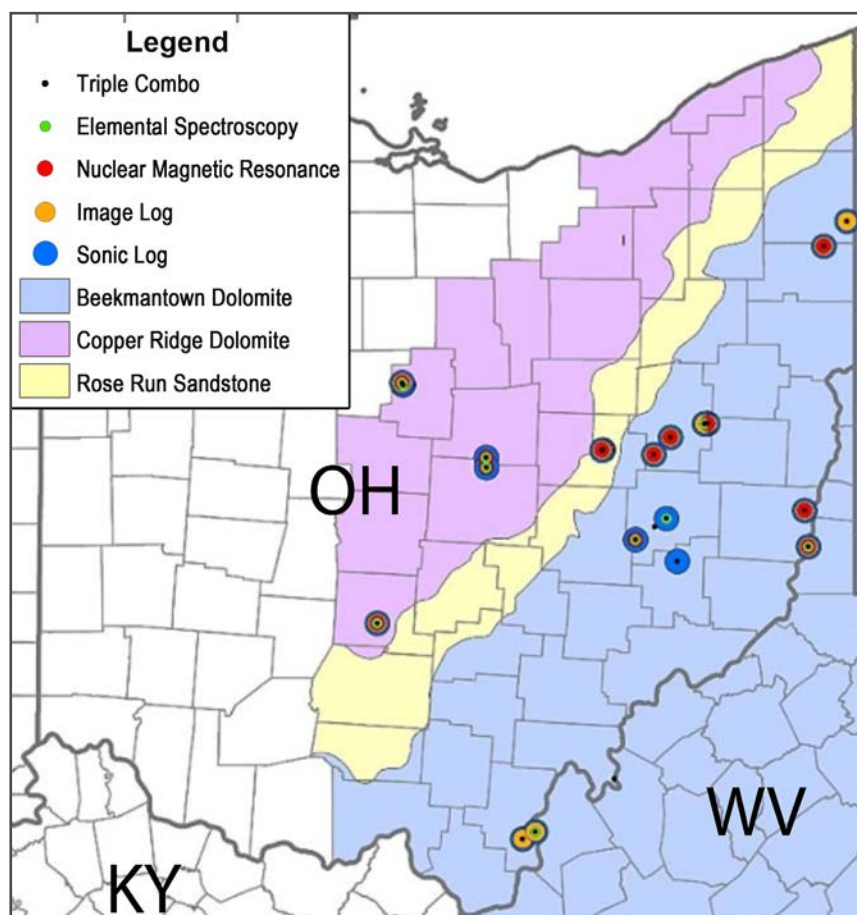 Legend
Triple Combo
Elemental Spectroscopy
Nuclear Magnetic Resonance
Image Log
Sonic Log
Beekmantown Dolomite
Copper Ridge Dolomite
Rose Run Sandstone
OH
WV
KY